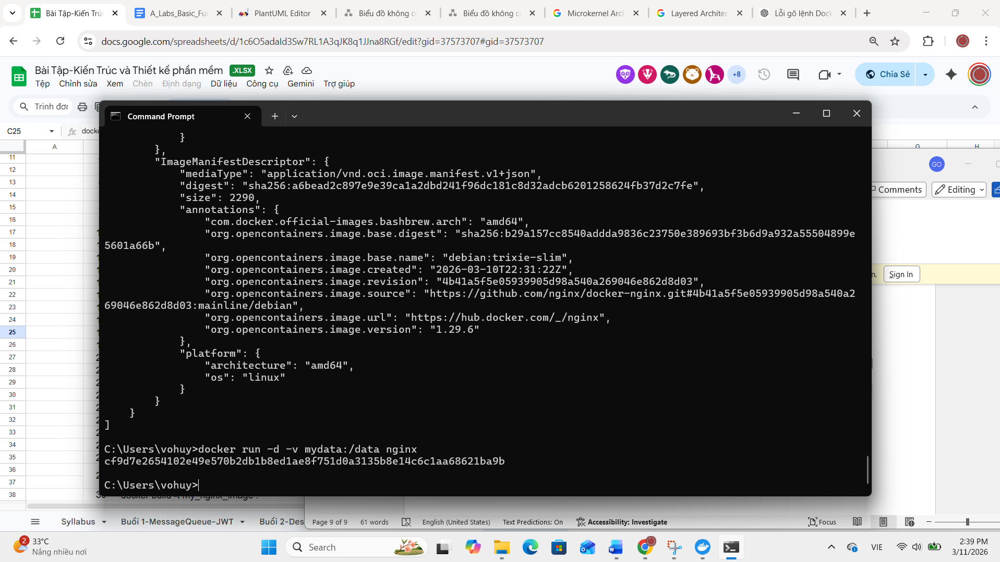 Bài Tập-Kiến Trúc
A_Labs_Basic_Fun
PlantUML Editor
Biểu đồ không có
Biểu đồ không có
Microkernel Arch
Layered Architec
Lỗi gõ lệnh Dock
docs.google.com/spreadsheets/d/1c6O5adaId3Sw7RL1A3qJK8q1JJna8RGf/edit?gid=37573707#gid=37573707
Bài Tập-Kiến Trúc và Thiết kế phần mềm .XLSX
+8
Chia Sẻ
Tệp Chỉnh sửa Xem Chèn Định dạng Dữ liệu Công cụ Gemini Trợ giúp
Trình đơn
Command Prompt
C25
docke
A
G
H
11
12
13
14
15
16
17
18
19
20
21
22
23
24
25
26
27
28
29
30
31
32
33
34
35
36
37
38
GO
Comments
Editing
n.
Sign In
}
},
"ImageManifestDescriptor": {
"mediaType": "application/vnd.oci.image.manifest.v1+json",
"digest": "sha256:a6bead2c897e9e39ca1a2dbd241f96dc181c8d32adcb6201258624fb37d2c7fe",
"size": 2290,
"annotations": {
"com.docker.official-images.bashbrew.arch": "amd64",
"org.opencontainers.image.base.digest": "sha256:b29a157cc8540addda9836c23750e389693bf3b6d9a932a55504899e
5601a66b",
"org.opencontainers.image.base.name": "debian:trixie-slim",
"org.opencontainers.image.created": "2026-03-10T22:31:22Z",
"org.opencontainers.image.revision": "4b41a5f5e05939905d98a540a269046e862d8d03",
"org.opencontainers.image.source": "https://github.com/nginx/docker-nginx.git#4b41a5f5e05939905d98a540a2
69046e862d8d03:mainline/debian",
"org.opencontainers.image.url": "https://hub.docker.com/_/nginx",
"org.opencontainers.image.version": "1.29.6"
},
"platform": {
"architecture": "amd64",
"os": "linux"
}
}
}
]
C:\Users\vohuy>docker run -d -v mydata:/data nginx
cf9d7e2654102e49e570b2db1b8ed1ae8f751d0a3135b8e14c6c1aa68621ba9b
C:\Users\vohuy>
docker build -t my_nginx_image .
Syllabus
Buổi 1-MessageQueue-JWT
Buổi 2-Des
Page 9 of 9
61 words
English (United States)
Text Predictions: On
Accessibility: Investigate
Focus
2
33°C
Nắng nhiều nơi
Search
VIE
2:39 PM
3/11/2026